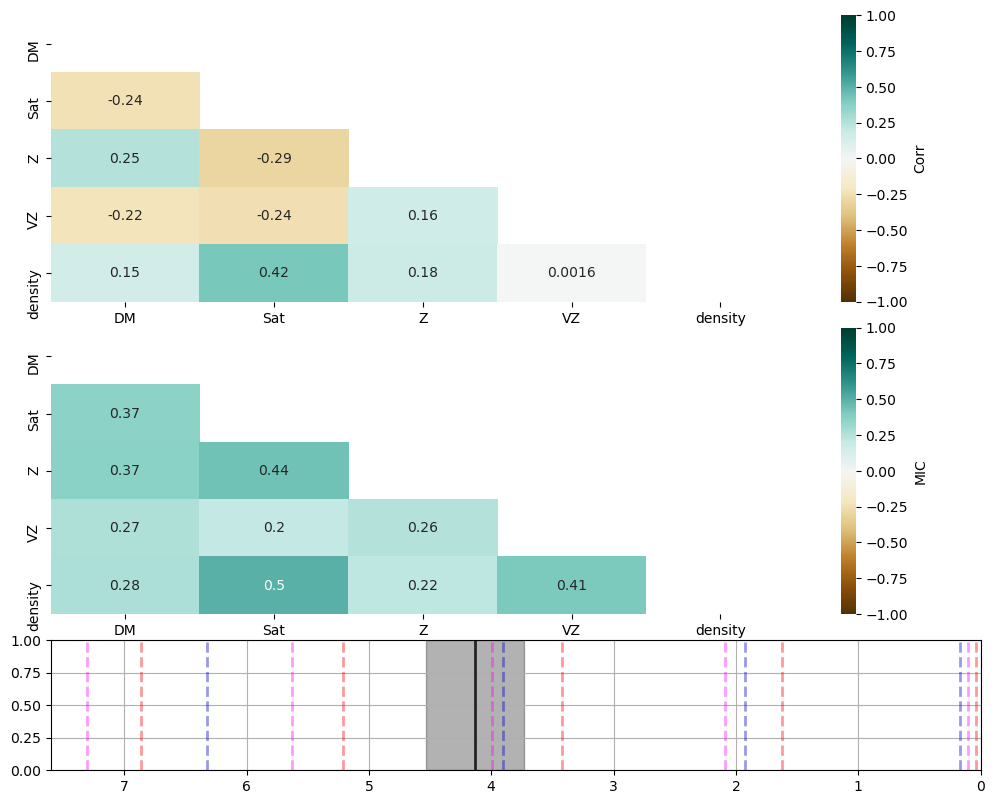 DM
Sat
Z
VZ
density
-0.24
0.25 -0.29
-0.22 -0.24 0.16
0.15 0.42 0.18 0.0016
DM Sat Z VZ density
1.00
0.75
0.50
0.25
0.00
−0.25
−0.50
−0.75
−1.00
Corr
DM
Sat
Z
VZ
density
0.37
0.37 0.44
0.27 0.2 0.26
0.28 0.5 0.22 0.41
DM Sat Z VZ density
1.00
0.75
0.50
0.25
0.00
−0.25
−0.50
−0.75
−1.00
MIC
1.00
0.75
0.50
0.25
0.00
7 6 5 4 3 2 1 0